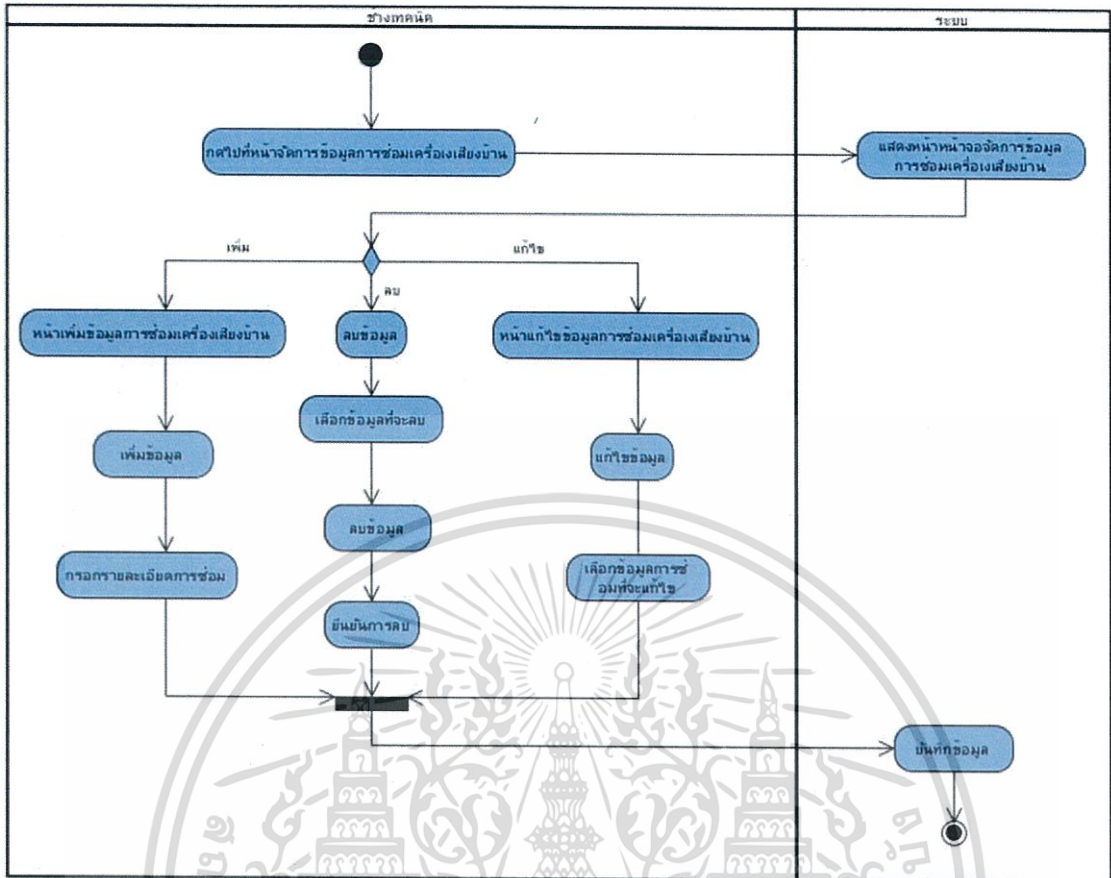 ช่างเทคนิค
ระบบ
กดไปที่หน้าจัดการข้อมูลการซ่อมเครื่องเสียงบ้าน
แสดงหน้าหน้าจอจัดการข้อมูล
การซ่อมเครื่องเสียงบ้าน
เพิ่ม
แก้ไข
ลบ
หน้าเพิ่มข้อมูลการซ่อมเครื่องเสียงบ้าน
ลบข้อมูล
หน้าแก้ไขข้อมูลการซ่อมเครื่องเสียงบ้าน
เลือกข้อมูลที่จะลบ
เพิ่มข้อมูล
แก้ไขข้อมูล
ลบข้อมูล
กรอกรายละเอียดการซ่อม
เลือกข้อมูลการซ่
อมที่จะแก้ไข
ยืนยันการลบ
บันทึกข้อมูล